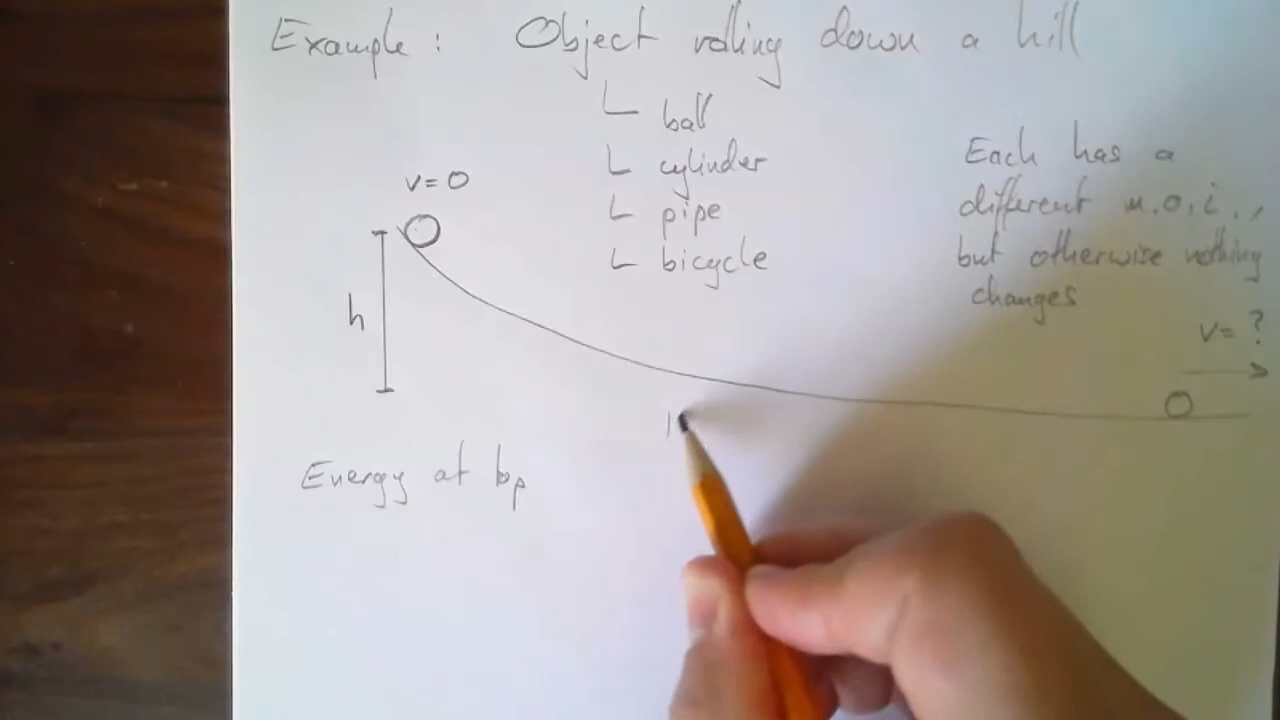 Example : Object rolling down a hill
ball
cylinder
pipe
bicycle
Each has a
different m.o.i.,
but otherwise nothing
changes
v=0
h
v= ?
Energy at top